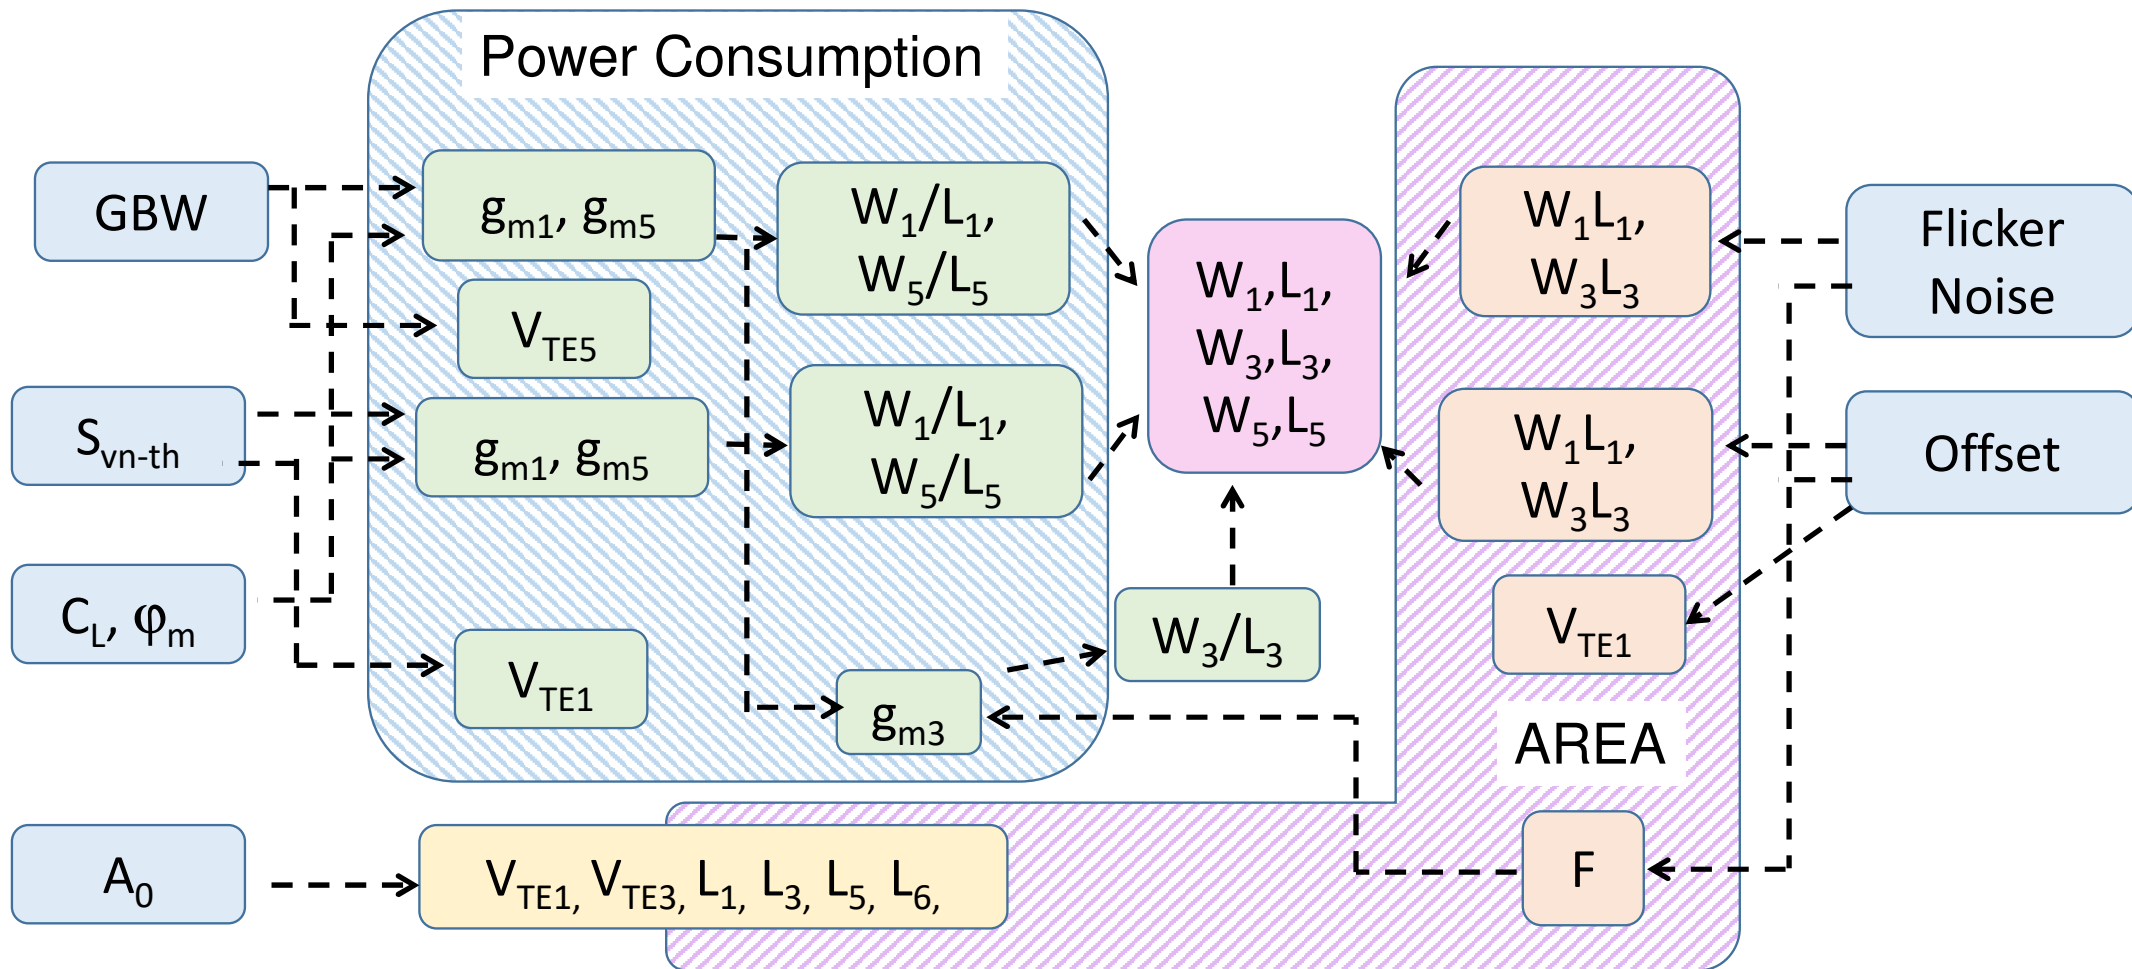 Power Consumption
GBW
g_m1, g_m5
W_1/L_1,
W_5/L_5
V_TE5
S_vn-th
g_m1, g_m5
W_1/L_1,
W_5/L_5
C_L, φ_m
V_TE1
g_m3
W_3/L_3
W_1,L_1,
W_3,L_3,
W_5,L_5
W_1L_1,
W_3L_3
Flicker
Noise
W_1L_1,
W_3L_3
Offset
V_TE1
AREA
F
A_0
V_TE1, V_TE3, L_1, L_3, L_5, L_6,